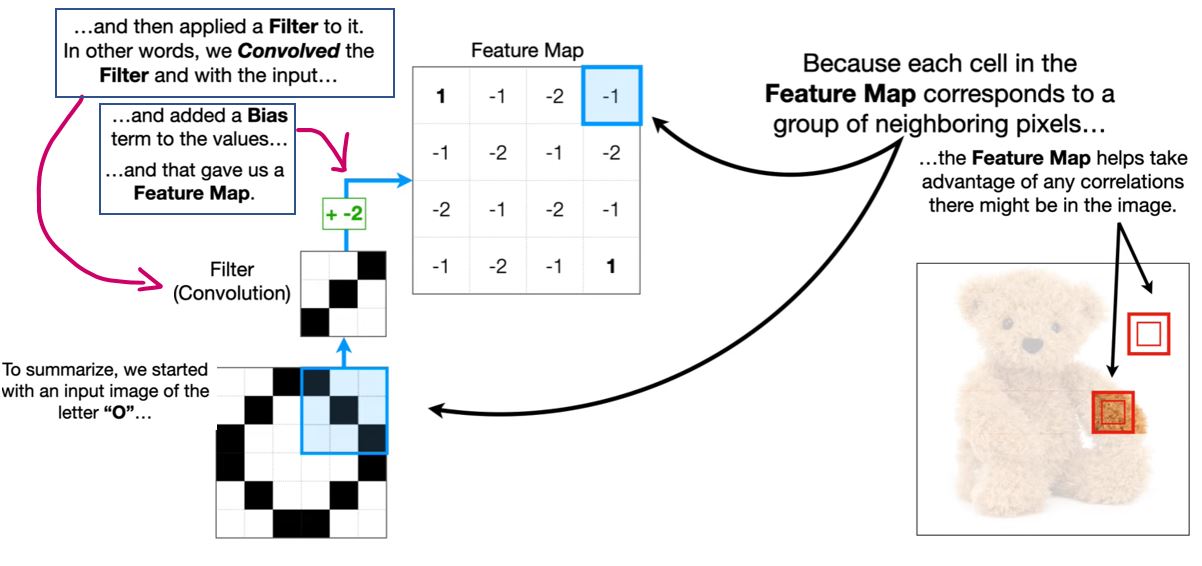 …and then applied a Filter to it.
In other words, we Convolved the
Filter and with the input…
…and added a Bias
term to the values…
…and that gave us a
Feature Map.
+ -2
Filter
(Convolution)
To summarize, we started
with an input image of the
letter “O”…
Feature Map
1 -1 -2 -1
-1 -2 -1 -2
-2 -1 -2 -1
-1 -2 -1 1
Because each cell in the
Feature Map corresponds to a
group of neighboring pixels…
…the Feature Map helps take
advantage of any correlations
there might be in the image.